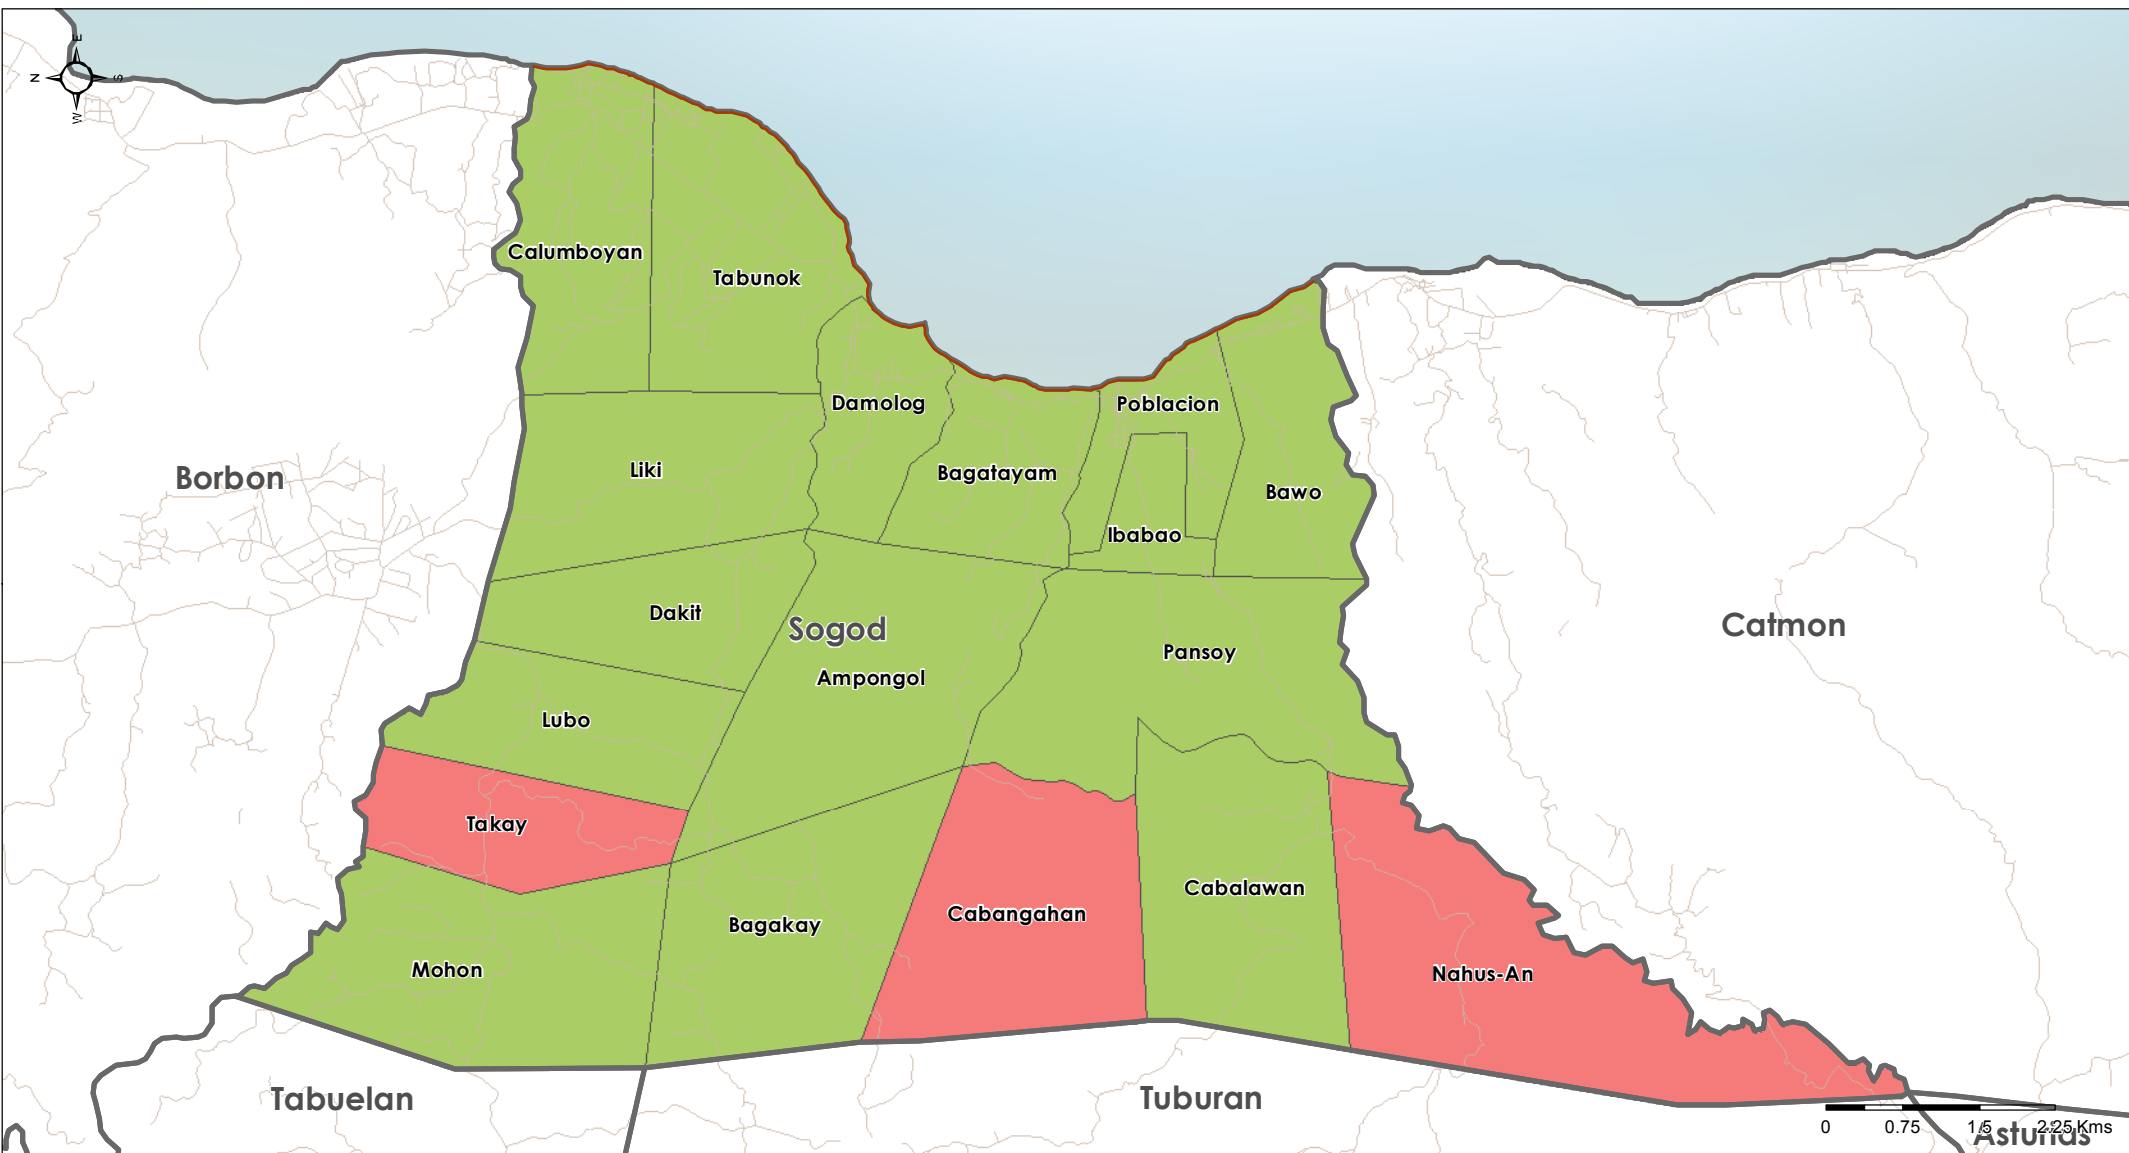 E
N S
W
Calumboyan
Tabunok
Damolog
Poblacion
Liki
Bagatayam
Borbon
Bawo
Ibabao
Dakit
Sogod
Catmon
Pansoy
Ampongol
Lubo
Takay
Cabalawan
Cabangahan
Bagakay
Mohon
Nahus-An
Tabuelan
Tuburan
0 0.75 1.5 2.25 Kms
Asturias